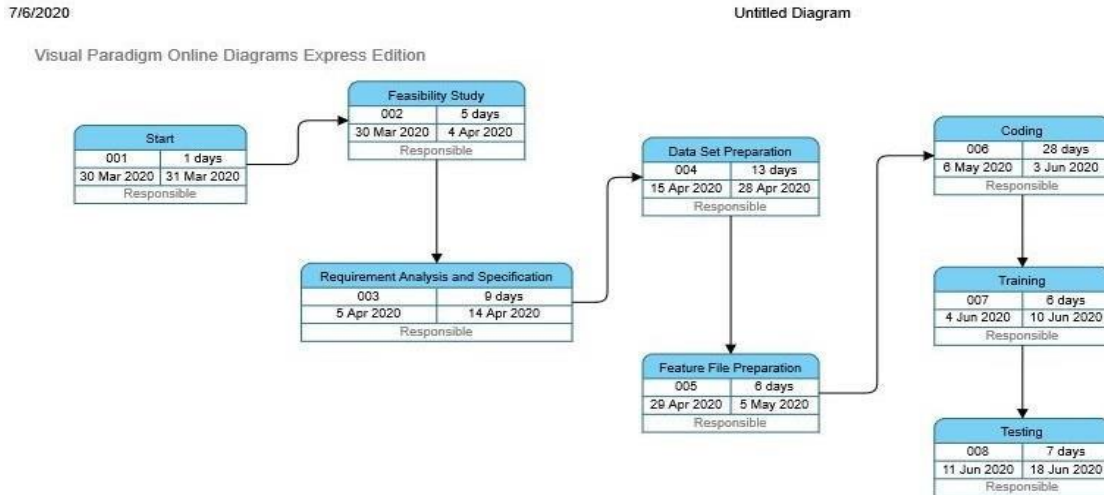 7/6/2020
Untitled Diagram
Visual Paradigm Online Diagrams Express Edition
Start
001 1 days
30 Mar 2020 31 Mar 2020
Responsible
Feasibility Study
002 5 days
30 Mar 2020 4 Apr 2020
Responsible
Requirement Analysis and Specification
003 9 days
5 Apr 2020 14 Apr 2020
Responsible
Data Set Preparation
004 13 days
15 Apr 2020 28 Apr 2020
Responsible
Feature File Preparation
005 6 days
29 Apr 2020 5 May 2020
Responsible
Coding
006 28 days
6 May 2020 3 Jun 2020
Responsible
Training
007 6 days
4 Jun 2020 10 Jun 2020
Responsible
Testing
008 7 days
11 Jun 2020 18 Jun 2020
Responsible